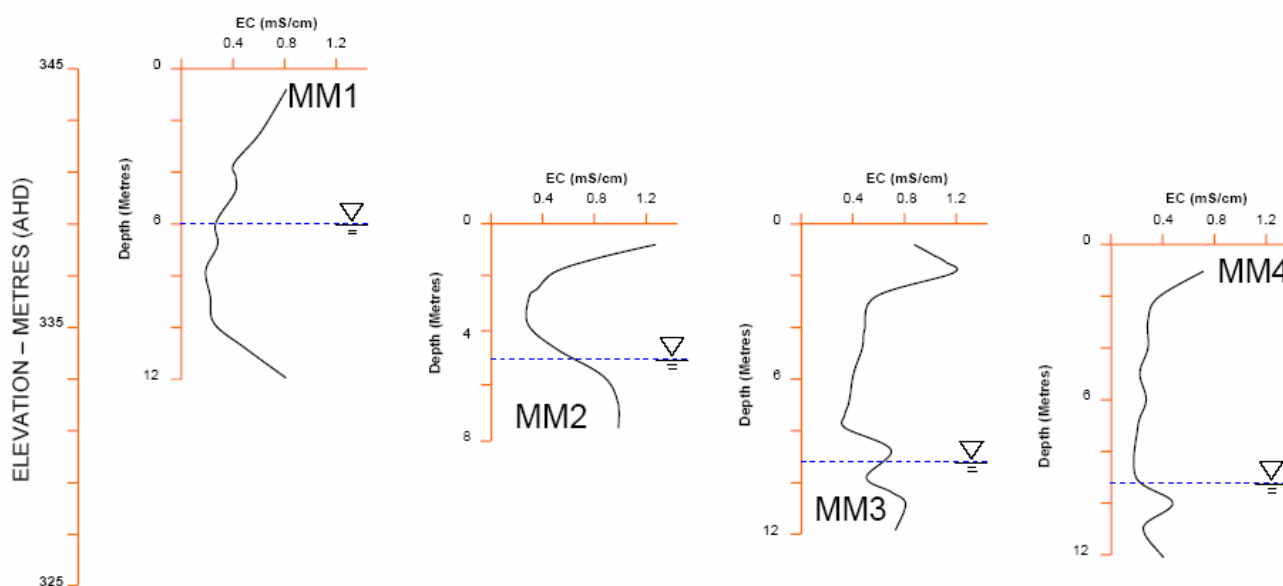 EC (mS/cm)
0.4 0.8 1.2
345
0
MM1
6
12
Depth (Metres)
ELEVATION – METRES (AHD)
335
325
EC (mS/cm)
0.4 0.8 1.2
0
4
8
Depth (Metres)
MM2
EC (mS/cm)
0.4 0.8 1.2
0
6
12
Depth (Metres)
MM3
EC (mS/cm)
0.4 0.8 1.2
0
MM4
6
12
Depth (Metres)